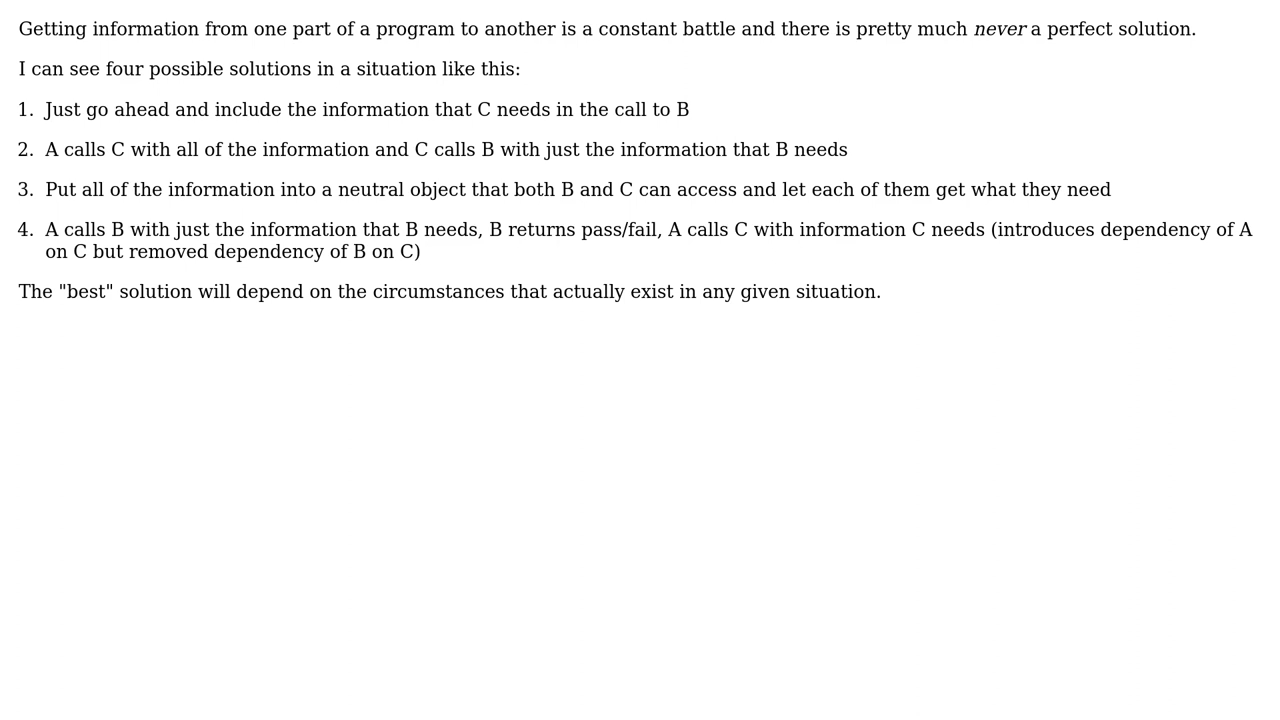 Getting information from one part of a program to another is a constant battle and there is pretty much never a perfect solution.
I can see four possible solutions in a situation like this:
1. Just go ahead and include the information that C needs in the call to B
2. A calls C with all of the information and C calls B with just the information that B needs
3. Put all of the information into a neutral object that both B and C can access and let each of them get what they need
4. A calls B with just the information that B needs, B returns pass/fail, A calls C with information C needs (introduces dependency of A
on C but removed dependency of B on C)
The "best" solution will depend on the circumstances that actually exist in any given situation.